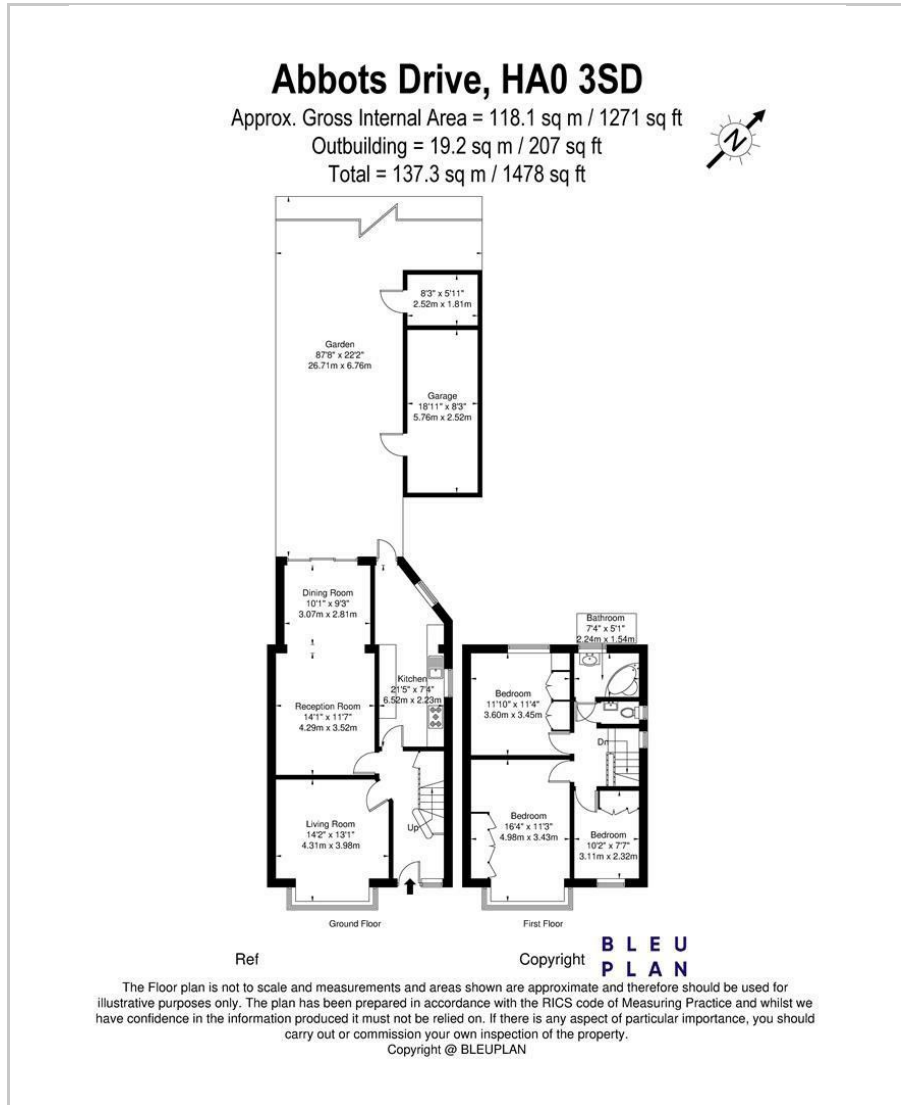 Abbots Drive, HA0 3SD
Approx. Gross Internal Area = 118.1 sq m / 1271 sq ft
Outbuilding = 19.2 sq m / 207 sq ft
Total = 137.3 sq m / 1478 sq ft
N
8'3" x 5'11"
2.52m x 1.81m
Garden
87'8" x 22'2"
26.71m x 6.76m
Garage
18'11" x 8'3"
5.76m x 2.52m
Dining Room
10'1" x 9'3"
3.07m x 2.81m
Kitchen
21'5" x 7'4"
6.52m x 2.23m
Reception Room
14'1" x 11'7"
4.29m x 3.52m
Living Room
14'2" x 13'1"
4.31m x 3.98m
Up
Ground Floor
Bathroom
7'4" x 5'1"
2.24m x 1.54m
Bedroom
11'10" x 11'4"
3.60m x 3.45m
Dn
Bedroom
16'4" x 11'3"
4.98m x 3.43m
Bedroom
10'2" x 7'7"
3.11m x 2.32m
First Floor
Ref
Copyright
BLEU
PLAN
The Floor plan is not to scale and measurements and areas shown are approximate and therefore should be used for
illustrative purposes only. The plan has been prepared in accordance with the RICS code of Measuring Practice and whilst we
have confidence in the information produced it must not be relied on. If there is any aspect of particular importance, you should
carry out or commission your own inspection of the property.
Copyright @ BLEUPLAN